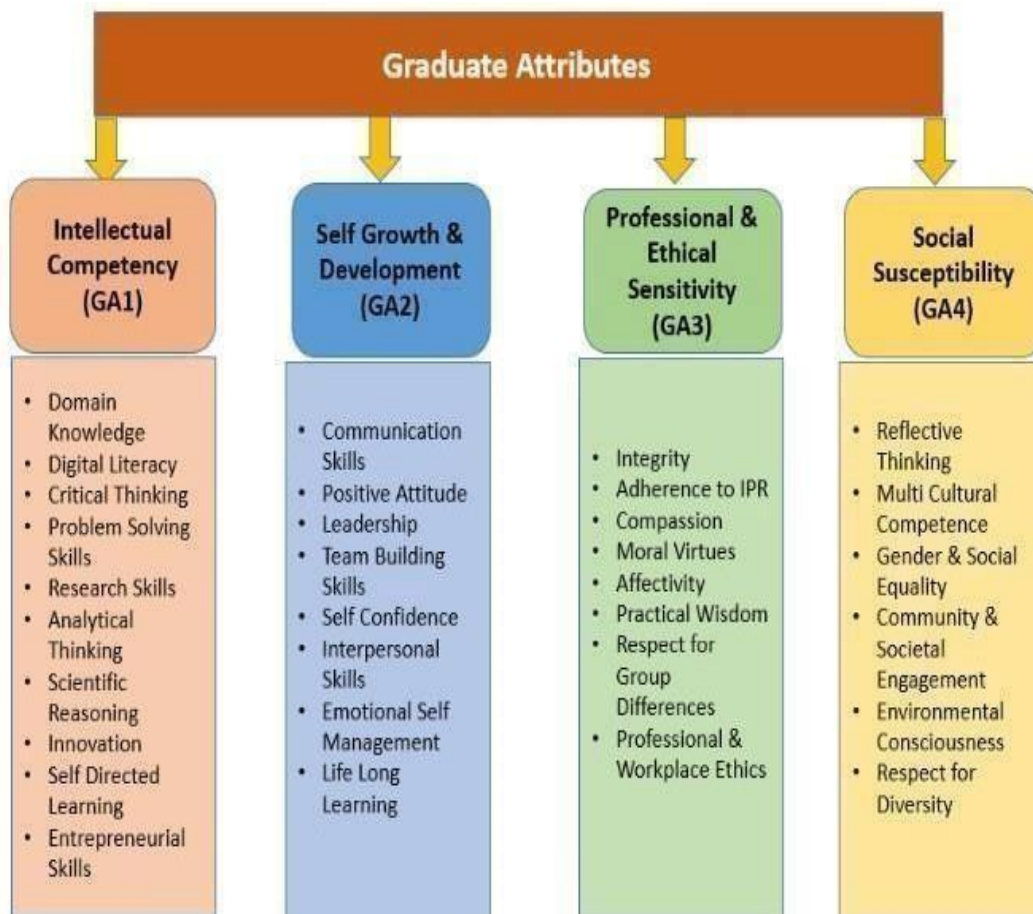 Graduate Attributes
Intellectual
Competency
(GA1)
• Domain
Knowledge
• Digital Literacy
• Critical Thinking
• Problem Solving
Skills
• Research Skills
• Analytical
Thinking
• Scientific
Reasoning
• Innovation
• Self Directed
Learning
• Entrepreneurial
Skills
Self Growth &
Development
(GA2)
• Communication
Skills
• Positive Attitude
• Leadership
• Team Building
Skills
• Self Confidence
• Interpersonal
Skills
• Emotional Self
Management
• Life Long
Learning
Professional &
Ethical
Sensitivity
(GA3)
• Integrity
• Adherence to IPR
• Compassion
• Moral Virtues
• Affectivity
• Practical Wisdom
• Respect for
Group
Differences
• Professional &
Workplace Ethics
Social
Susceptibility
(GA4)
• Reflective
Thinking
• Multi Cultural
Competence
• Gender & Social
Equality
• Community &
Societal
Engagement
• Environmental
Consciousness
• Respect for
Diversity